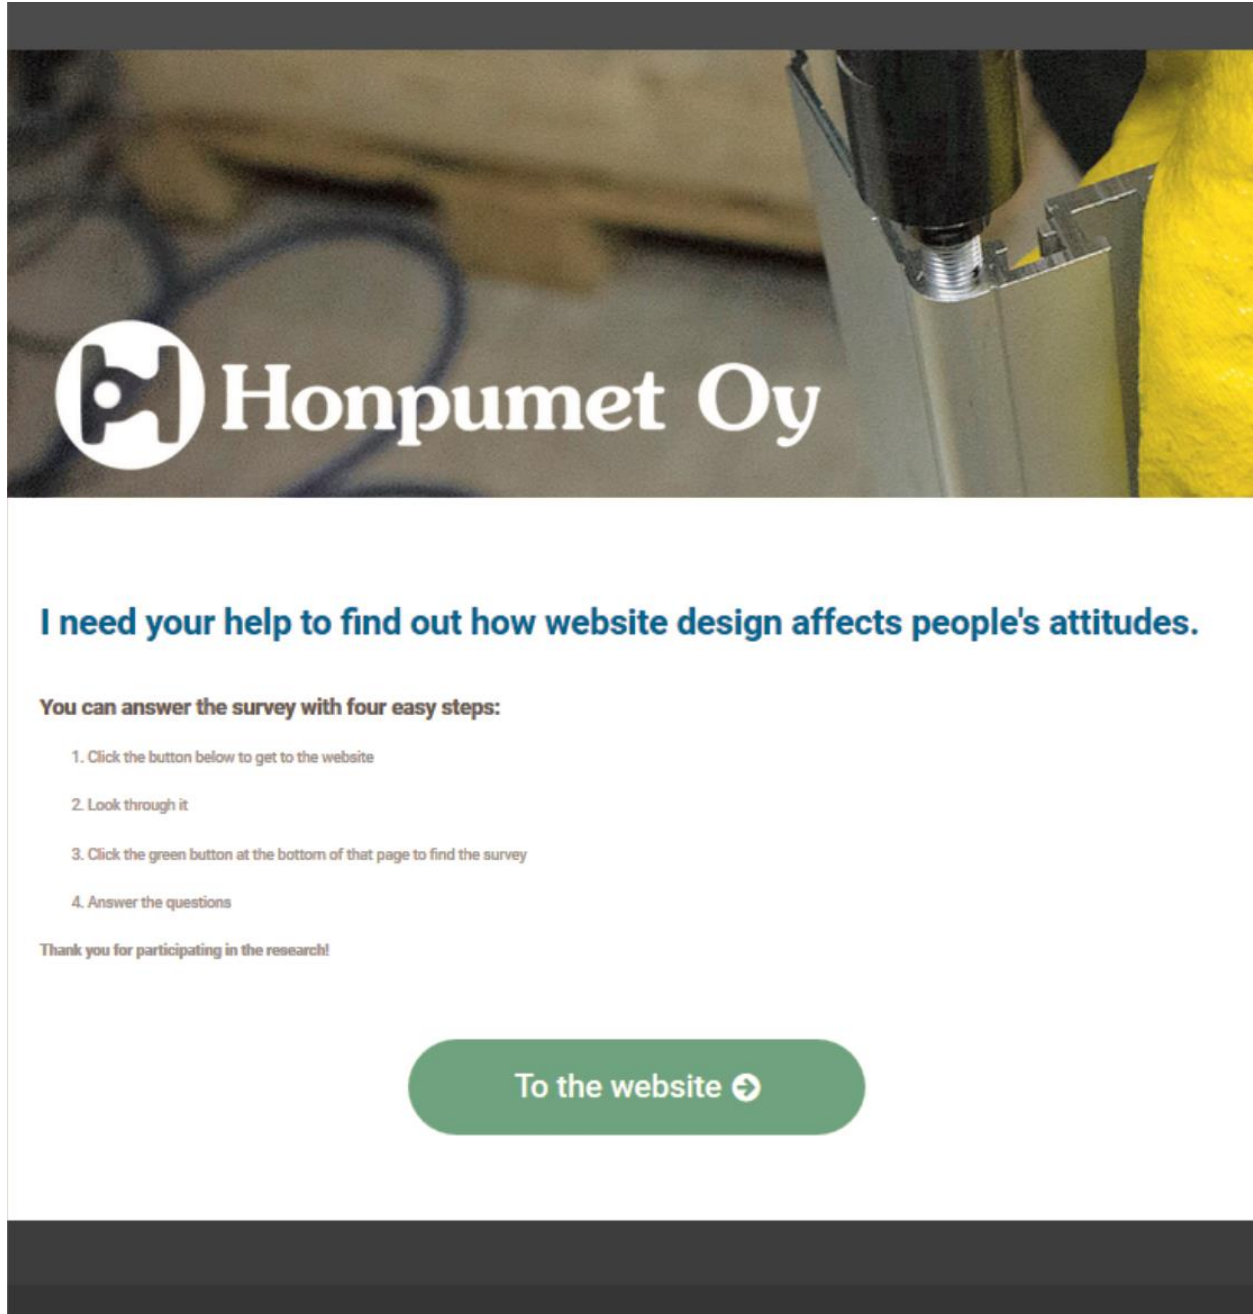 Honpumet Oy
I need your help to find out how website design affects people's attitudes.
You can answer the survey with four easy steps:
1. Click the button below to get to the website
2. Look through it
3. Click the green button at the bottom of that page to find the survey
4. Answer the questions
Thank you for participating in the research!
To the website